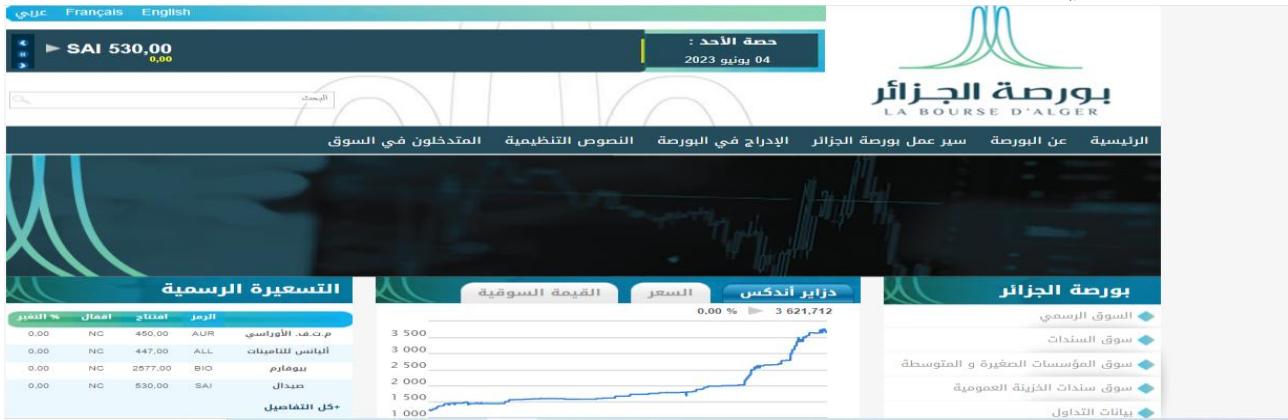 عربي Français English
حصة الأحد :
04 يونيو 2023
SAI 530,00
0,00
البحث
بورصة الجزائر
LA BOURSE D'ALGER
الرئيسية عن البورصة سير عمل بورصة الجزائر الإدراج في البورصة النصوص التنظيمية المتدخلون في السوق
بورصة الجزائر
السوق الرسمي
سوق السندات
سوق المؤسسات الصغيرة و المتوسطة
سوق سندات الخزينة العمومية
بيانات التداول
دزاير أندكس السعر القيمة السوقية
0.00 % 3 621,712
3 500
3 000
2 500
2 000
1 500
1 000
التسعيرة الرسمية
الرمز افتتاح اقفال % التغير
م.ت.ف. الأوراسي AUR 450,00 NC 0,00
أليانس للتامينات ALL 447,00 NC 0,00
بيوفارم BIO 2577,00 NC 0,00
صيدال SAI 530,00 NC 0,00
+كل التفاصيل